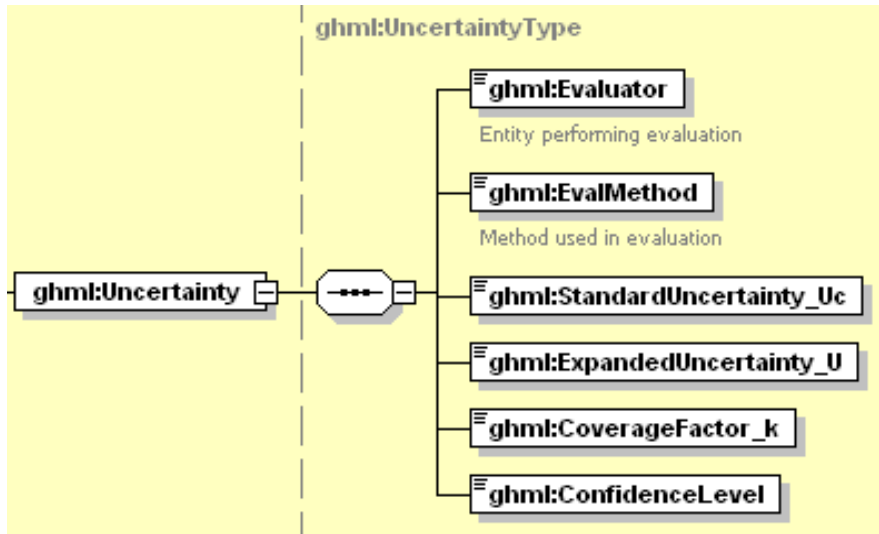 ghml:UncertaintyType
ghml:Evaluator
Entity performing evaluation
ghml:EvalMethod
Method used in evaluation
ghml:Uncertainty
ghml:StandardUncertainty_Uc
ghml:ExpandedUncertainty_U
ghml:CoverageFactor_k
ghml:ConfidenceLevel